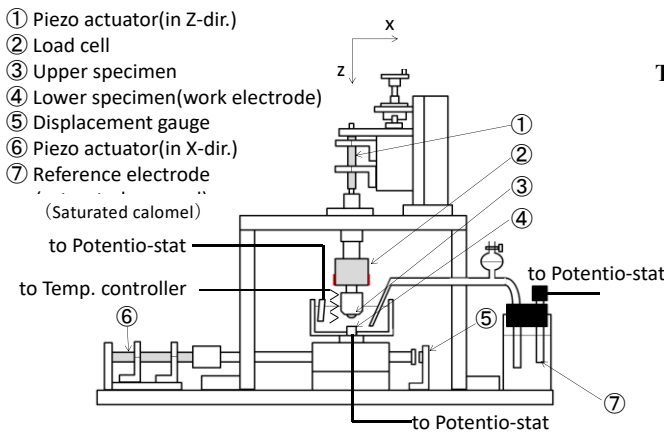 ① Piezo actuator(in Z-dir.)
② Load cell
③ Upper specimen
④ Lower specimen(work electrode)
⑤ Displacement gauge
⑥ Piezo actuator(in X-dir.)
⑦ Reference electrode
(Saturated calomel)
x
z
T
①
②
③
④
to Potentio-stat
to Potentio-stat
to Temp. controller
⑥
⑤
⑦
to Potentio-stat